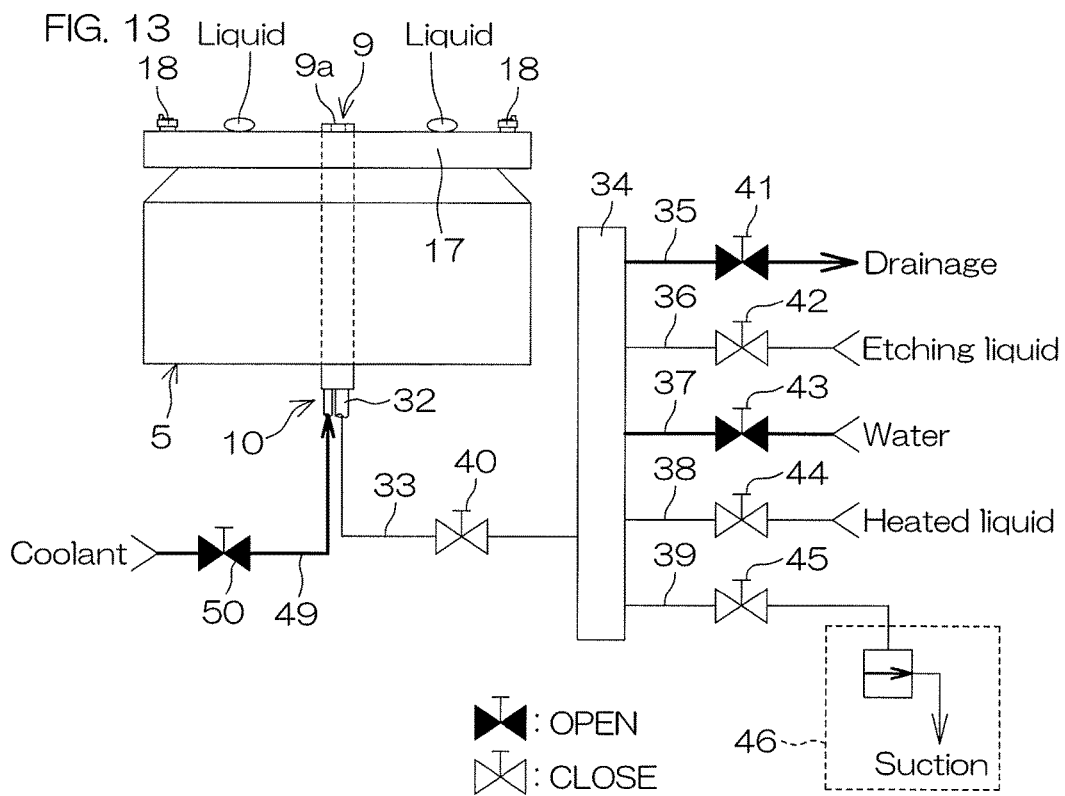 FIG. 13
Liquid
Liquid
9
9a
18
18
17
34
35
41
Drainage
36
42
Etching liquid
5
10
32
37
43
Water
33
40
38
44
Heated liquid
Coolant
50
49
39
45
: OPEN
: CLOSE
46
Suction